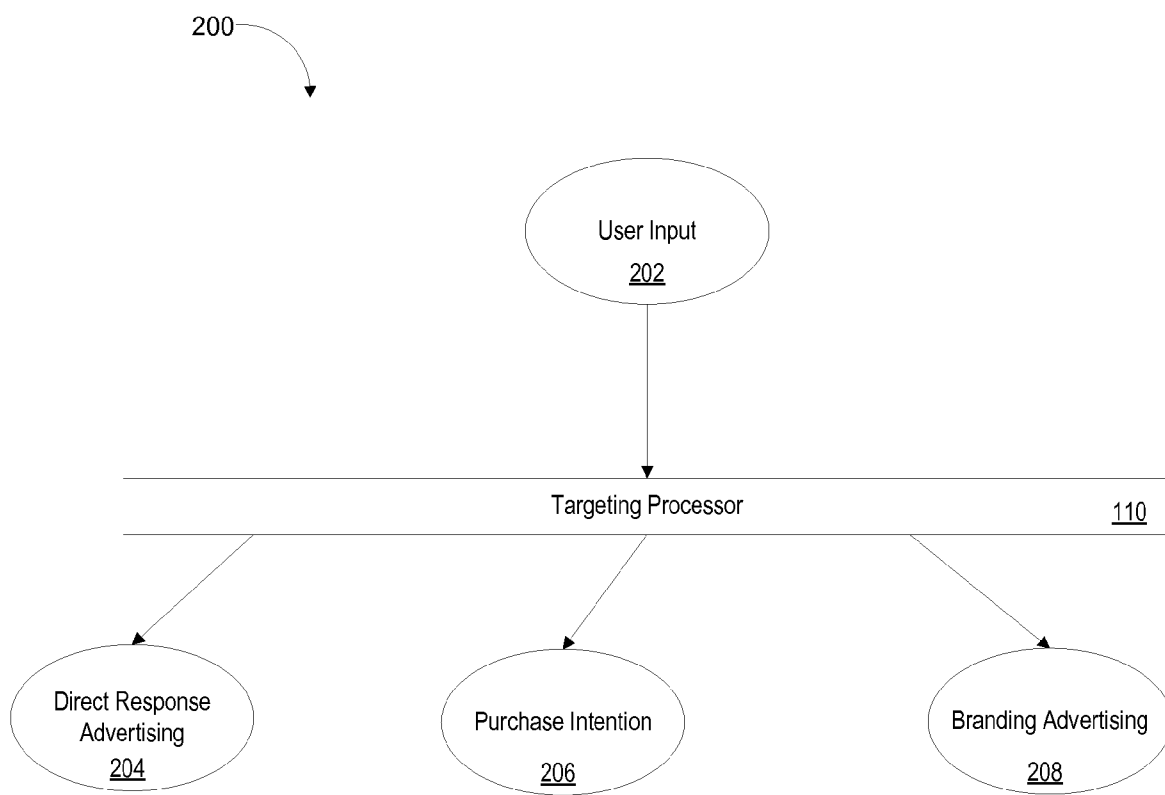 200
User Input
202
Targeting Processor
110
Direct Response
Advertising
204
Purchase Intention
206
Branding Advertising
208